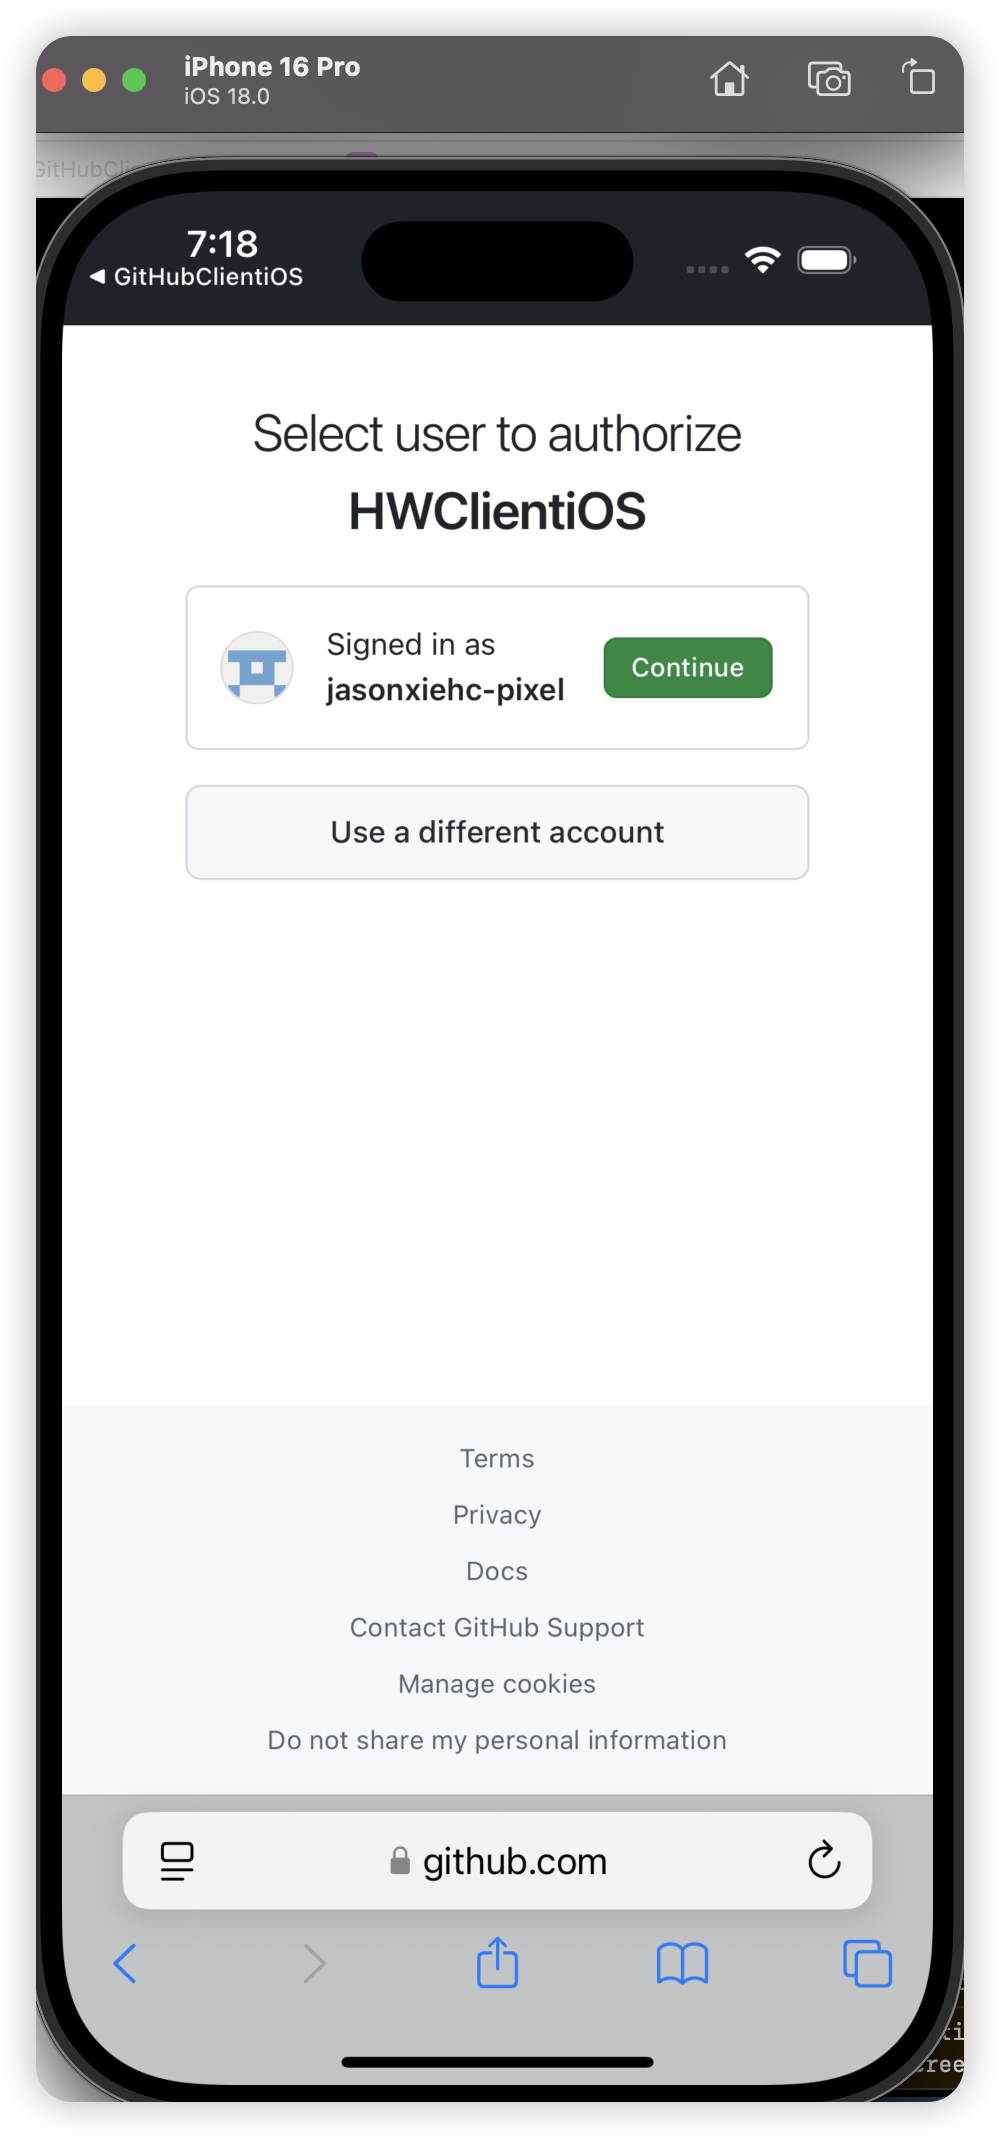 iPhone 16 Pro
iOS 18.0
GitHubClie
7:18
◀ GitHubClientiOS
Select user to authorize
HWClientiOS
Signed in as
jasonxiehc-pixel
Continue
Use a different account
Terms
Privacy
Docs
Contact GitHub Support
Manage cookies
Do not share my personal information
github.com